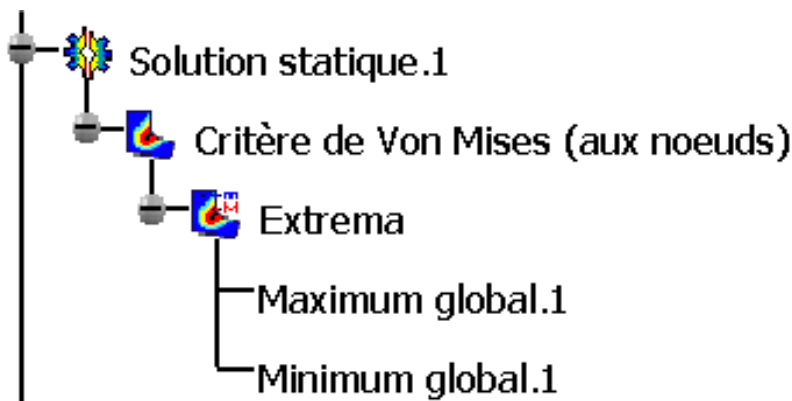 Solution statique.1
Critère de Von Mises (aux noeuds)
Extrema
Maximum global.1
Minimum global.1